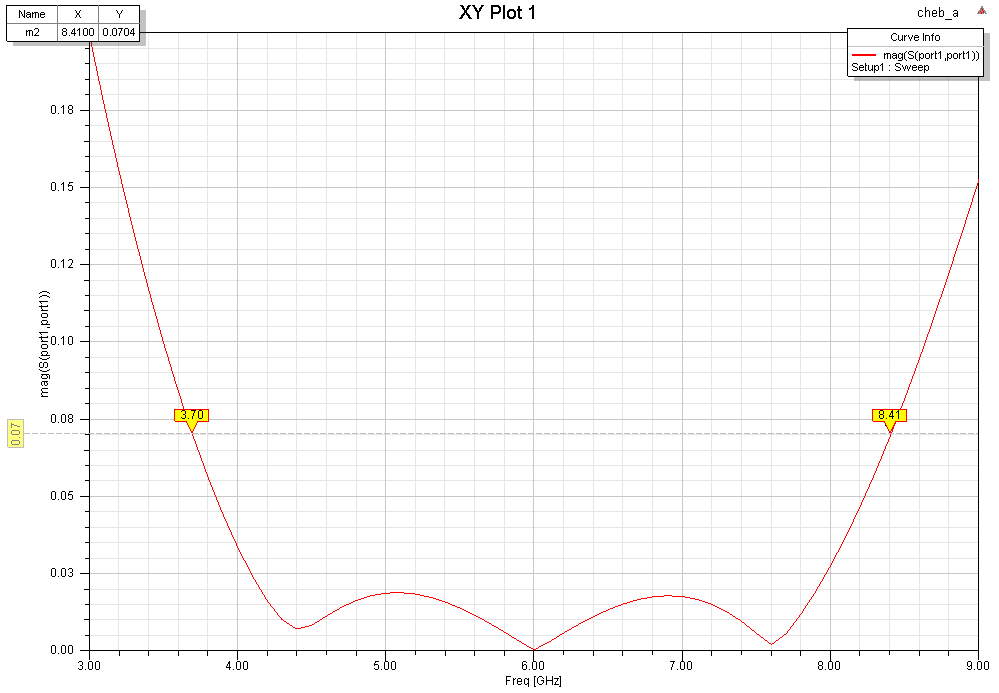 XY Plot 1
cheb_a
Name X Y
m2 8.4100 0.0704
Curve Info
mag(S(port1,port1))
Setup1 : Sweep
0.18
0.15
0.12
0.10
0.08
0.05
0.03
0.00
mag(S(port1,port1))
0.07
3.70
8.41
3.00 4.00 5.00 6.00 7.00 8.00 9.00
Freq [GHz]